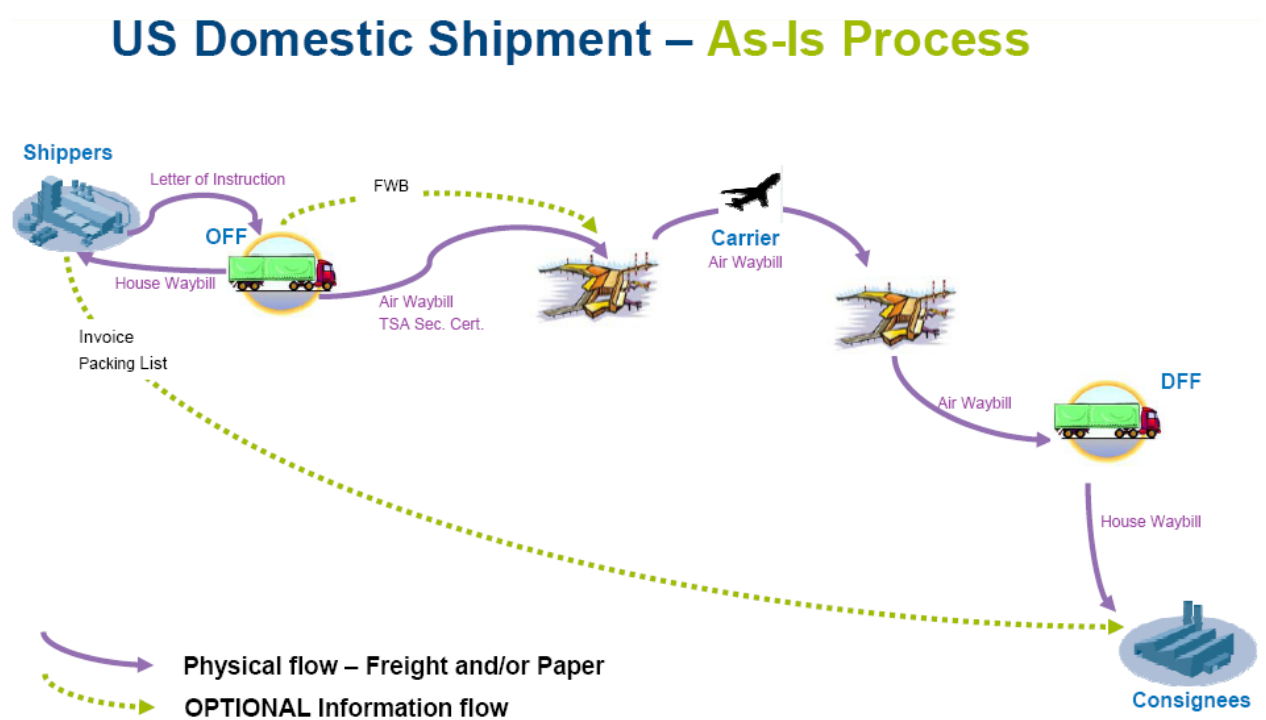 US Domestic Shipment – As-Is Process
Shippers
Letter of Instruction
FWB
OFF
Carrier
Air Waybill
House Waybill
Air Waybill
TSA Sec. Cert.
Invoice
Packing List
DFF
Air Waybill
House Waybill
Physical flow – Freight and/or Paper
OPTIONAL Information flow
Consignees